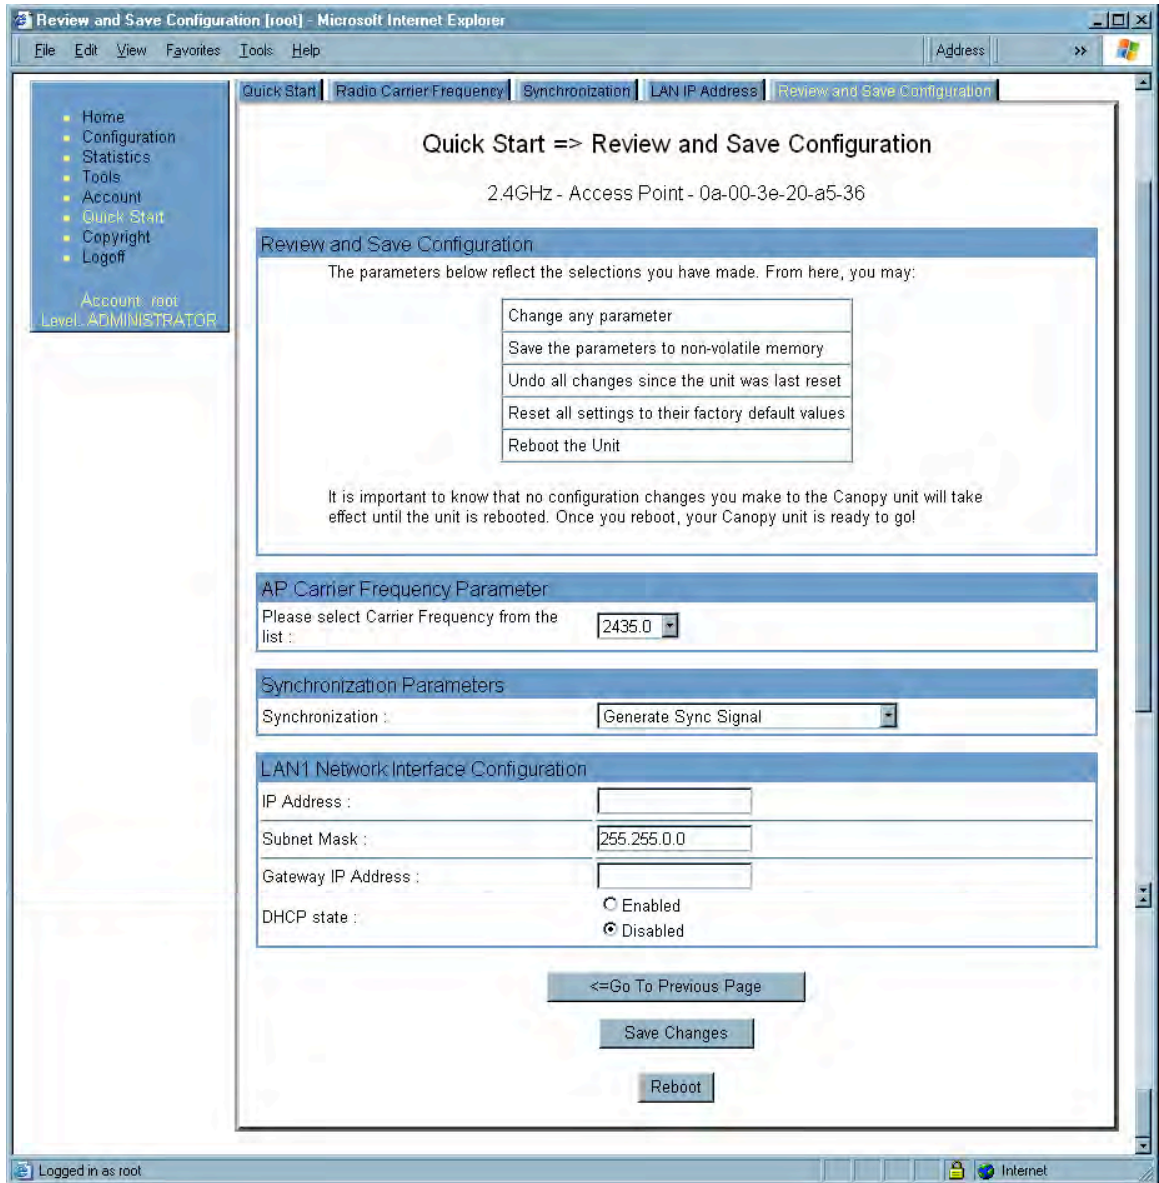 Review and Save Configuration [root] - Microsoft Internet Explorer
File Edit View Favorites Tools Help
Address »
Home
Configuration
Statistics
Tools
Account
Quick Start
Copyright
Logoff
Account: root
Level: ADMINISTRATOR
Quick Start Radio Carrier Frequency Synchronization LAN IP Address Review and Save Configuration
Quick Start => Review and Save Configuration
2.4GHz - Access Point - 0a-00-3e-20-a5-36
Review and Save Configuration
The parameters below reflect the selections you have made. From here, you may:
Change any parameter
Save the parameters to non-volatile memory
Undo all changes since the unit was last reset
Reset all settings to their factory default values
Reboot the Unit
It is important to know that no configuration changes you make to the Canopy unit will take
effect until the unit is rebooted. Once you reboot, your Canopy unit is ready to go!
AP Carrier Frequency Parameter
Please select Carrier Frequency from the
list :
2435.0
Synchronization Parameters
Synchronization : Generate Sync Signal
LAN1 Network Interface Configuration
IP Address :
Subnet Mask : 255.255.0.0
Gateway IP Address :
DHCP state :
Enabled
Disabled
<=Go To Previous Page
Save Changes
Reboot
Logged in as root
Internet